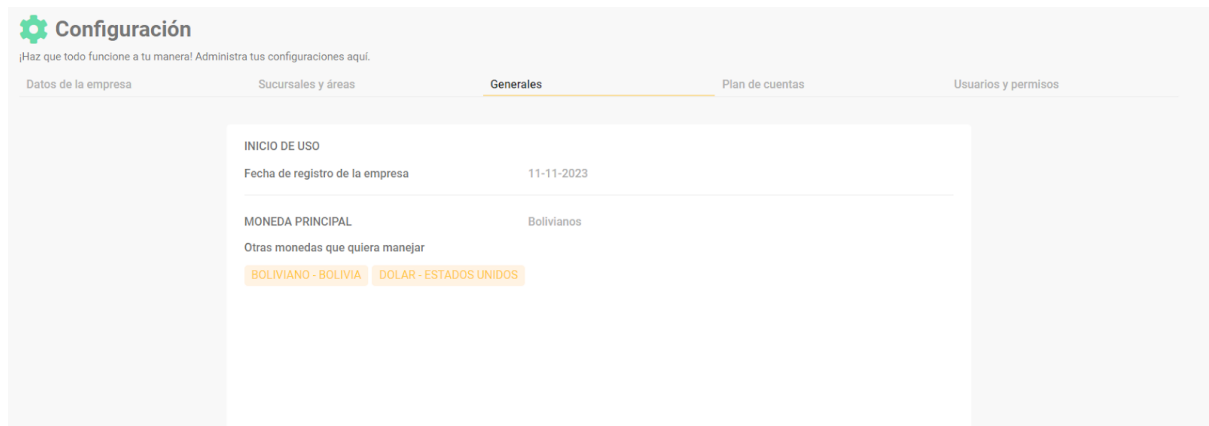 Configuración
¡Haz que todo funcione a tu manera! Administra tus configuraciones aquí.
Datos de la empresa Sucursales y áreas Generales Plan de cuentas Usuarios y permisos
INICIO DE USO
Fecha de registro de la empresa 11-11-2023
MONEDA PRINCIPAL Bolivianos
Otras monedas que quiera manejar
BOLIVIANO - BOLIVIA DOLAR - ESTADOS UNIDOS